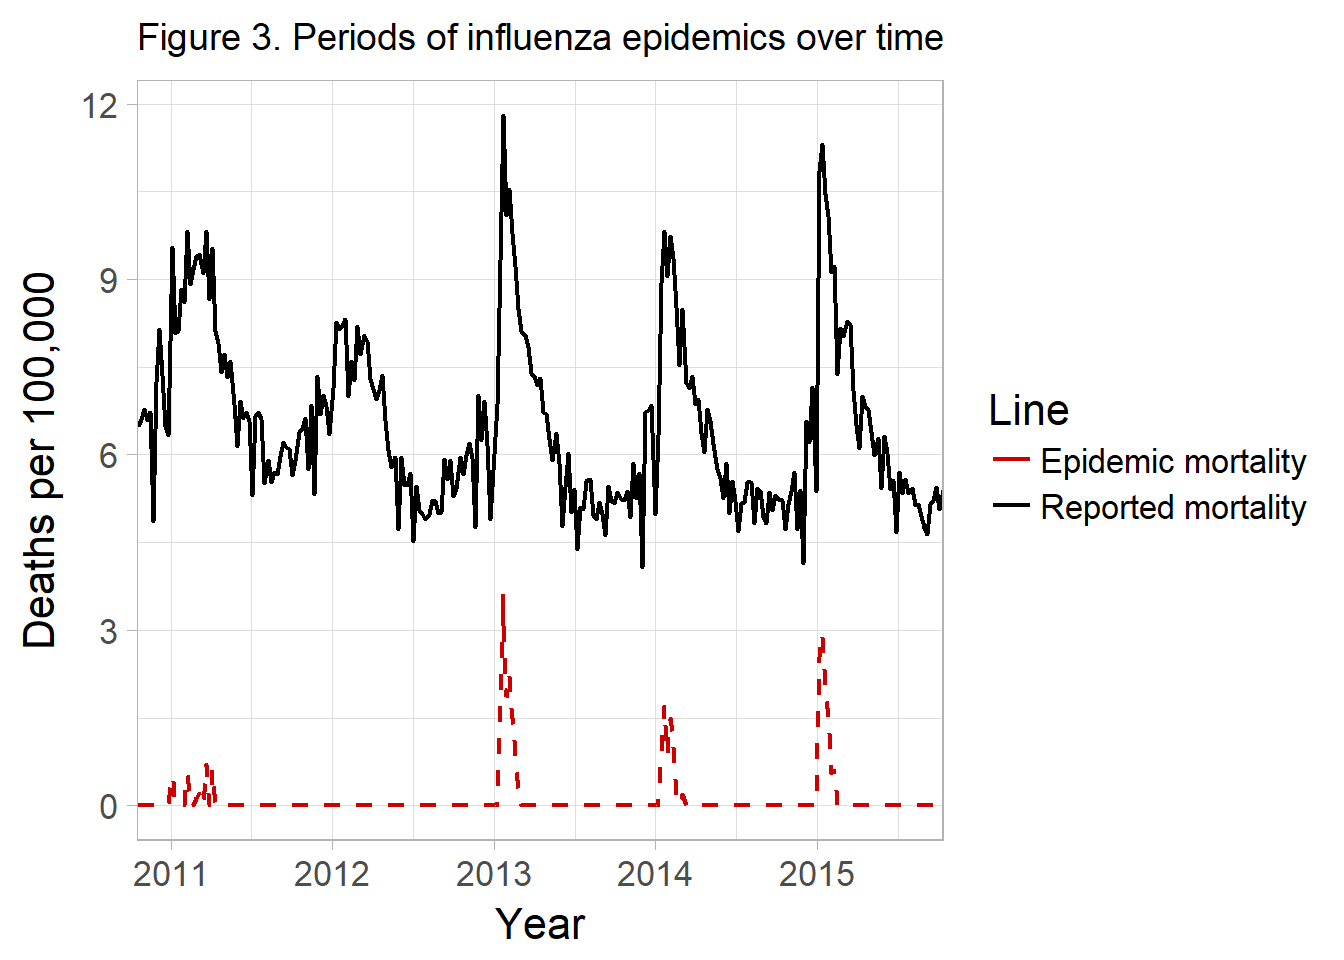 Figure 3. Periods of influenza epidemics over time
12
9
6
3
0
Deaths per 100,000
2011 2012 2013 2014 2015
Year
Line
Epidemic mortality
Reported mortality